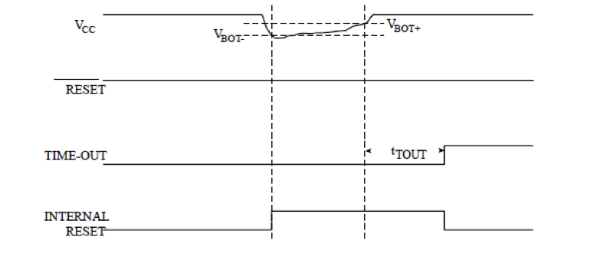 VCC
VBOT-
VBOT+
RESET
TIME-OUT
tTOUT
INTERNAL
RESET